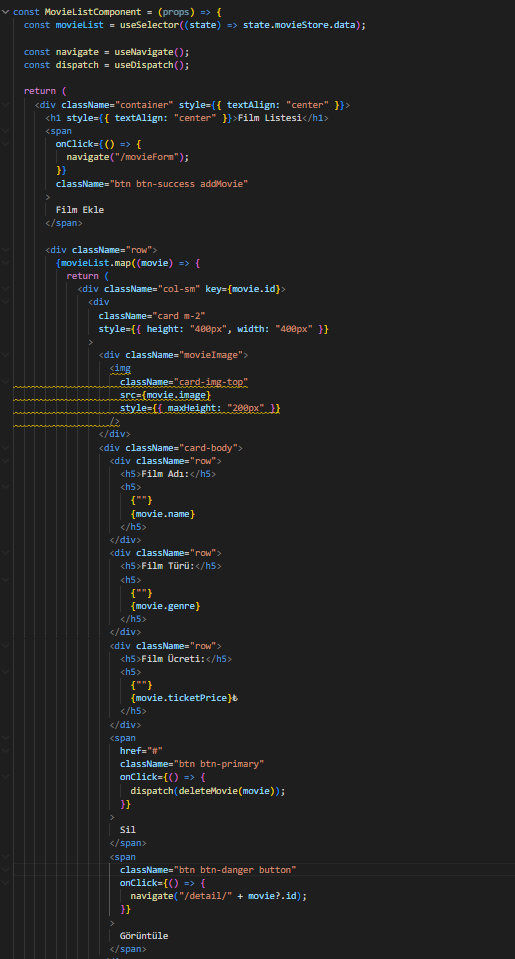 const MovieListComponent = (props) => {
  const movieList = useSelector((state) => state.movieStore.data);

  const navigate = useNavigate();
  const dispatch = useDispatch();

  return (
    <div className="container" style={{ textAlign: "center" }}>
      <h1 style={{ textAlign: "center" }}>Film Listesi</h1>
      <span
        onClick={() => {
          navigate("/movieForm");
        }}
        className="btn btn-success addMovie"
      >
        Film Ekle
      </span>

      <div className="row">
        {movieList.map((movie) => {
          return (
            <div className="col-sm" key={movie.id}>
              <div
                className="card m-2"
                style={{ height: "400px", width: "400px" }}
              >
                <div className="movieImage">
                  <img
                    className="card-img-top"
                    src={movie.image}
                    style={{ maxHeight: "200px" }}
                  />
                </div>
                <div className="card-body">
                  <div className="row">
                    <h5>Film Adı:</h5>
                    <h5>
                      {""}
                      {movie.name}
                    </h5>
                  </div>
                  <div className="row">
                    <h5>Film Türü:</h5>
                    <h5>
                      {""}
                      {movie.genre}
                    </h5>
                  </div>
                  <div className="row">
                    <h5>Film Ücreti:</h5>
                    <h5>
                      {""}
                      {movie.ticketPrice}₺
                    </h5>
                  </div>
                  <span
                    href="#"
                    className="btn btn-primary"
                    onClick={() => {
                      dispatch(deleteMovie(movie));
                    }}
                  >
                    Sil
                  </span>
                  <span
                    className="btn btn-danger button"
                    onClick={() => {
                      navigate("/detail/" + movie?.id);
                    }}
                  >
                    Görüntüle
                  </span>